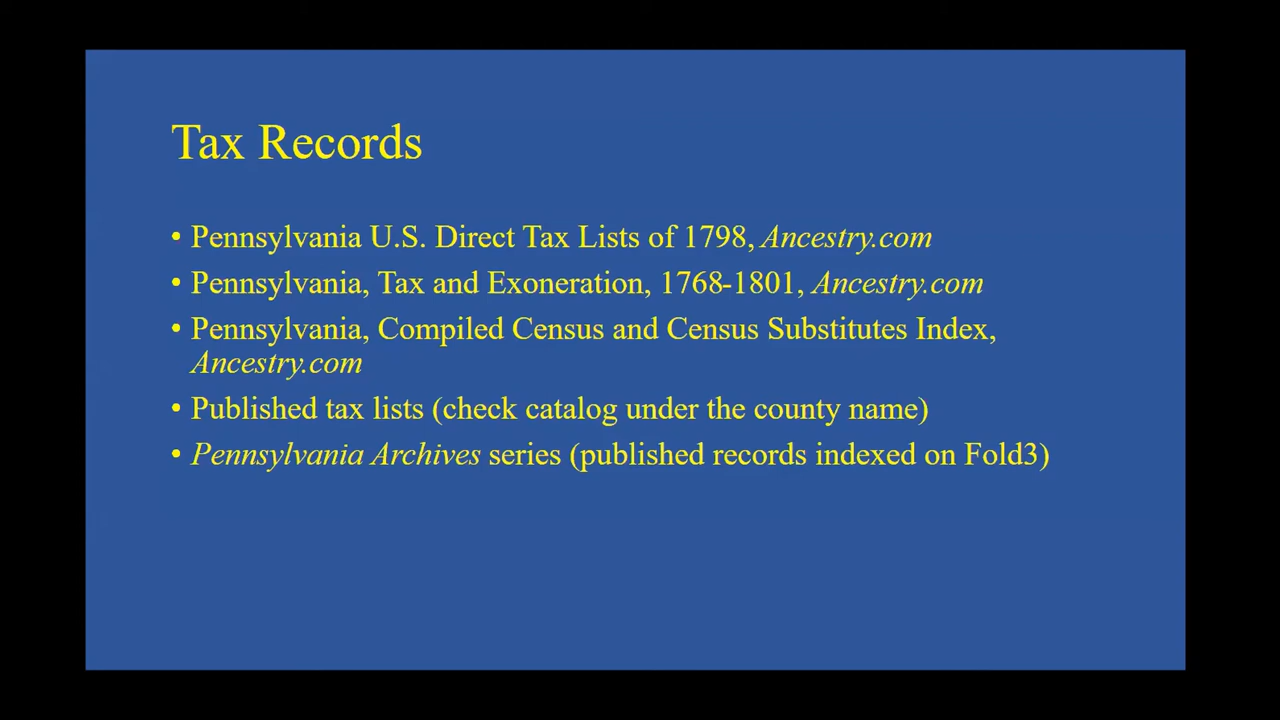 Tax Records
• Pennsylvania U.S. Direct Tax Lists of 1798, Ancestry.com
• Pennsylvania, Tax and Exoneration, 1768-1801, Ancestry.com
• Pennsylvania, Compiled Census and Census Substitutes Index,
Ancestry.com
• Published tax lists (check catalog under the county name)
• Pennsylvania Archives series (published records indexed on Fold3)